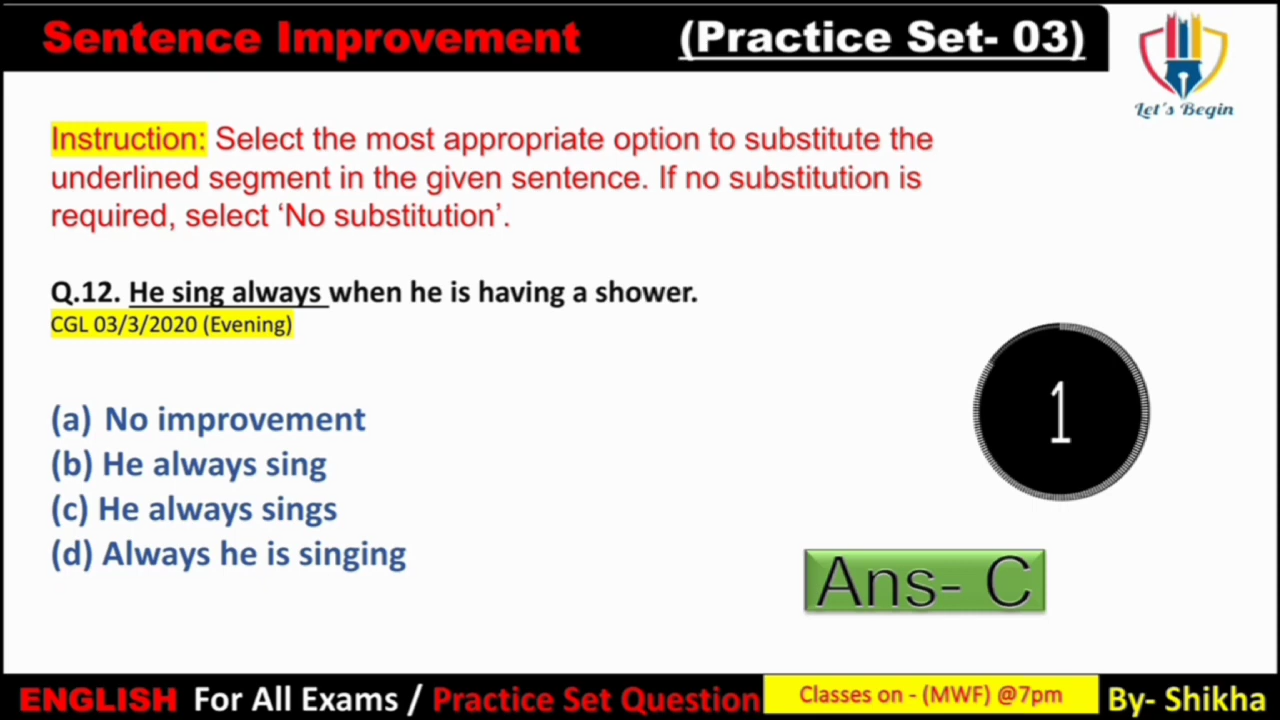 Sentence Improvement (Practice Set- 03)
Let's Begin
Instruction: Select the most appropriate option to substitute the
underlined segment in the given sentence. If no substitution is
required, select ‘No substitution’.
Q.12. He sing always when he is having a shower.
CGL 03/3/2020 (Evening)
(a) No improvement
(b) He always sing
(c) He always sings
(d) Always he is singing
1
Ans- C
ENGLISH For All Exams / Practice Set Question Classes on - (MWF) @7pm By- Shikha